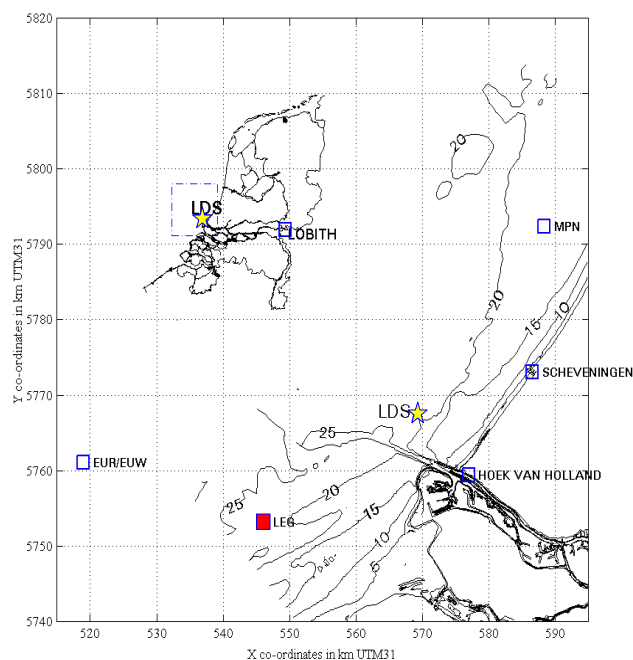 5820
5810
5800
5790
5780
5770
5760
5750
5740
Y co-ordinates in km UTM31
20
LDS
LOBITH
MPN
20
15
10
SCHEVENINGEN
LDS
25
EUR/EUW
HOEK VAN HOLLAND
20
25
15
LEG
10
5
520
530
540
550
560
570
580
590
X co-ordinates in km UTM31